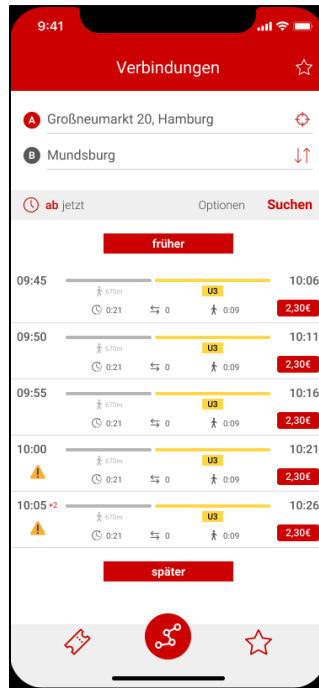 9:41
Verbindungen
A Großneumarkt 20, Hamburg
B Mundsburg
ab jetzt Optionen Suchen
früher
09:45 10:06
670m U3
0:21 0 0:09 2,30€
09:50 10:11
670m U3
0:21 0 0:09 2,30€
09:55 10:16
670m U3
0:21 0 0:09 2,30€
10:00 10:21
670m U3
0:21 0 0:09 2,30€
10:05 +2 10:26
670m U3
0:21 0 0:09 2,30€
später